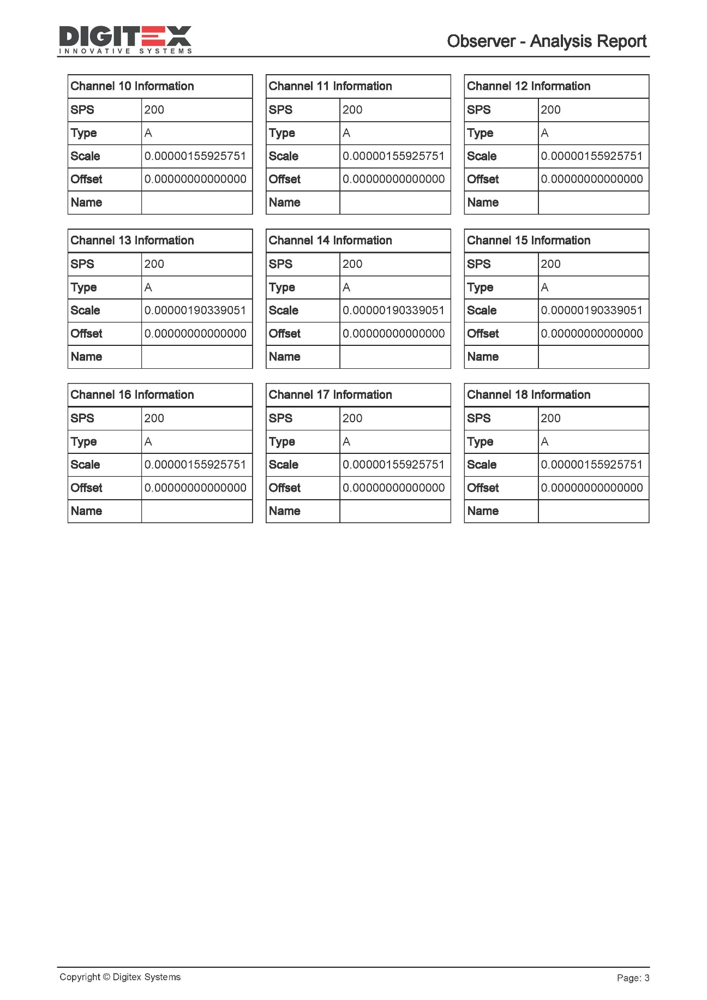 DIGITEX
INNOVATIVE SYSTEMS
Observer - Analysis Report
Channel 10 Information
SPS 200
Type A
Scale 0.00000155925751
Offset 0.00000000000000
Name
Channel 11 Information
SPS 200
Type A
Scale 0.00000155925751
Offset 0.00000000000000
Name
Channel 12 Information
SPS 200
Type A
Scale 0.00000155925751
Offset 0.00000000000000
Name
Channel 13 Information
SPS 200
Type A
Scale 0.00000190339051
Offset 0.00000000000000
Name
Channel 14 Information
SPS 200
Type A
Scale 0.00000190339051
Offset 0.00000000000000
Name
Channel 15 Information
SPS 200
Type A
Scale 0.00000190339051
Offset 0.00000000000000
Name
Channel 16 Information
SPS 200
Type A
Scale 0.00000155925751
Offset 0.00000000000000
Name
Channel 17 Information
SPS 200
Type A
Scale 0.00000155925751
Offset 0.00000000000000
Name
Channel 18 Information
SPS 200
Type A
Scale 0.00000155925751
Offset 0.00000000000000
Name
Copyright © Digitex Systems
Page: 3